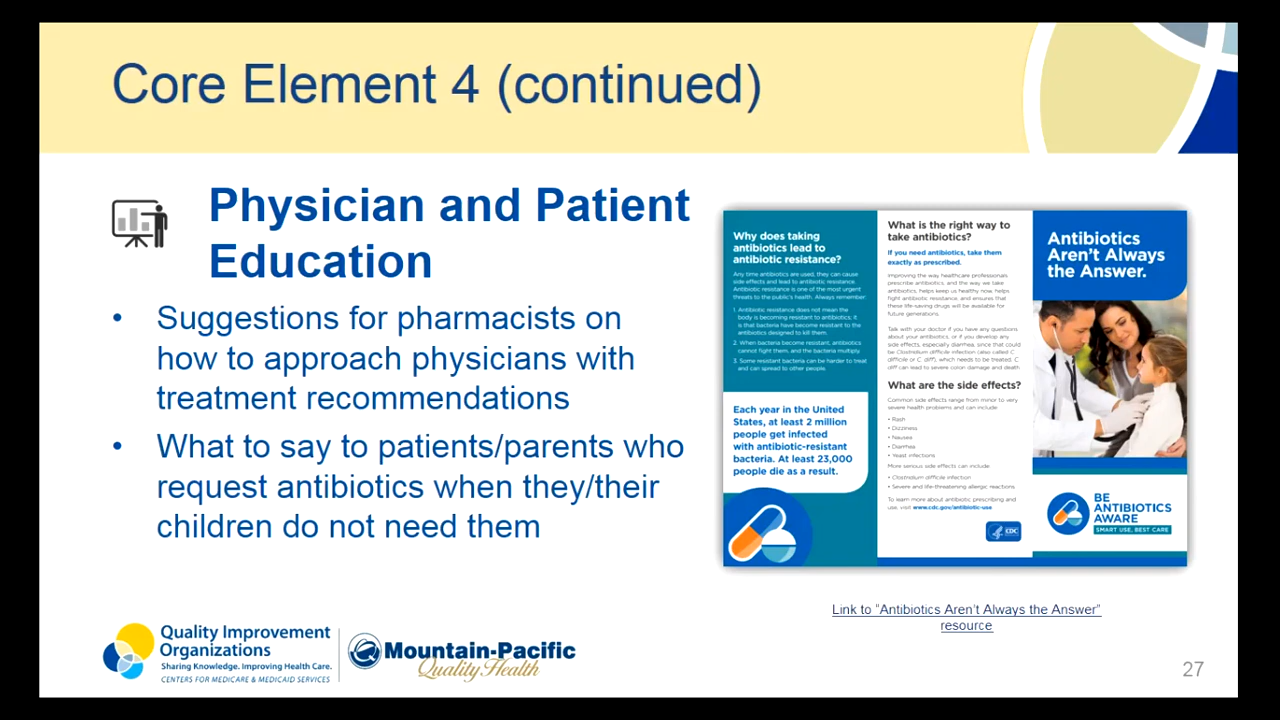 Core Element 4 (continued)
Physician and Patient
Education
• Suggestions for pharmacists on
how to approach physicians with
treatment recommendations
• What to say to patients/parents who
request antibiotics when they/their
children do not need them
Why does taking
antibiotics lead to
antibiotic resistance?
Any time antibiotics are used, they can cause
side effects and lead to antibiotic resistance.
Antibiotic resistance is one of the most urgent
threats to the public's health. Always remember:
1. Antibiotic resistance does not mean the
body is becoming resistant to antibiotics; it
is that bacteria have become resistant to the
antibiotics designed to kill them.
2. When bacteria become resistant, antibiotics
cannot fight them, and the bacteria multiply.
3. Some resistant bacteria can be harder to treat
and can spread to other people.
Each year in the United
States, at least 2 million
people get infected
with antibiotic-resistant
bacteria. At least 23,000
people die as a result.
What is the right way to
take antibiotics?
If you need antibiotics, take them
exactly as prescribed.
Improving the way healthcare professionals
prescribe antibiotics, and the way we take
antibiotics, helps keep us healthy now, helps
fight antibiotic resistance, and ensures that
these life-saving drugs will be available for
future generations.
Talk with your doctor if you have any questions
about your antibiotics, or if you develop any
side effects, especially diarrhea, since that could
be Clostridium difficile infection (also called C.
difficile or C. diff), which needs to be treated. C.
diff can lead to severe colon damage and death.
What are the side effects?
Common side effects range from minor to very
severe health problems and can include:
• Rash
• Dizziness
• Nausea
• Diarrhea
• Yeast infections
More serious side effects can include:
• Clostridium difficile infection
• Severe and life-threatening allergic reactions
To learn more about antibiotic prescribing and
use, visit www.cdc.gov/antibiotic-use
CDC
Antibiotics
Aren't Always
the Answer.
BE
ANTIBIOTICS
AWARE
SMART USE, BEST CARE
Link to "Antibiotics Aren't Always the Answer"
resource
Quality Improvement
Organizations
Sharing Knowledge. Improving Health Care.
CENTERS FOR MEDICARE & MEDICAID SERVICES
Mountain-Pacific
Quality Health
27